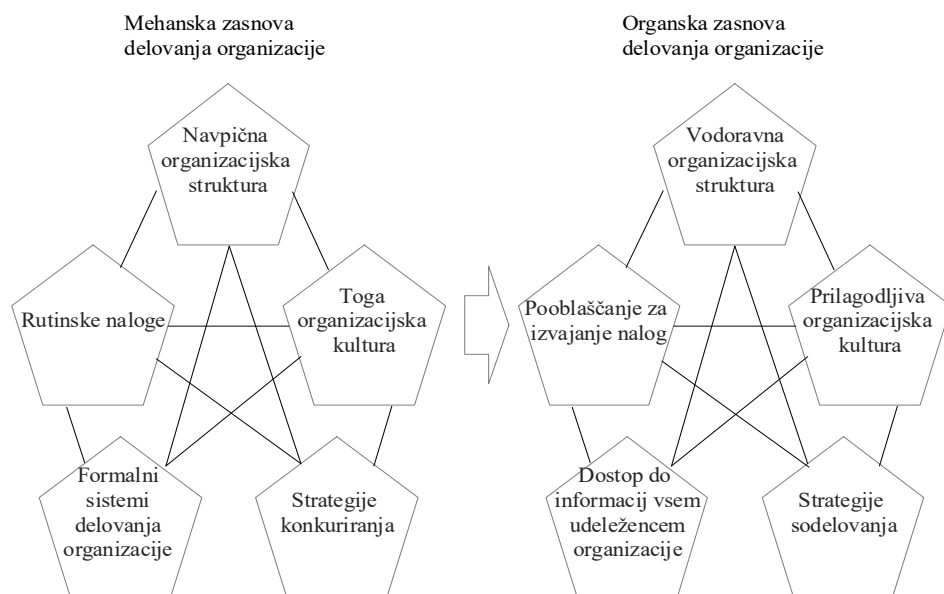 Mehanska zasnova
delovanja organizacije
Organska zasnova
delovanja organizacije
Navpična
organizacijska
struktura
Vodoravna
organizacijska
struktura
Rutinske naloge
Toga
organizacijska
kultura
Pooblaščanje za
izvajanje nalog
Prilagodljiva
organizacijska
kultura
Formalni
sistemi
delovanja
organizacije
Strategije
konkuriranja
Dostop do
informacij vsem
udeležencem
organizacije
Strategije
sodelovanja